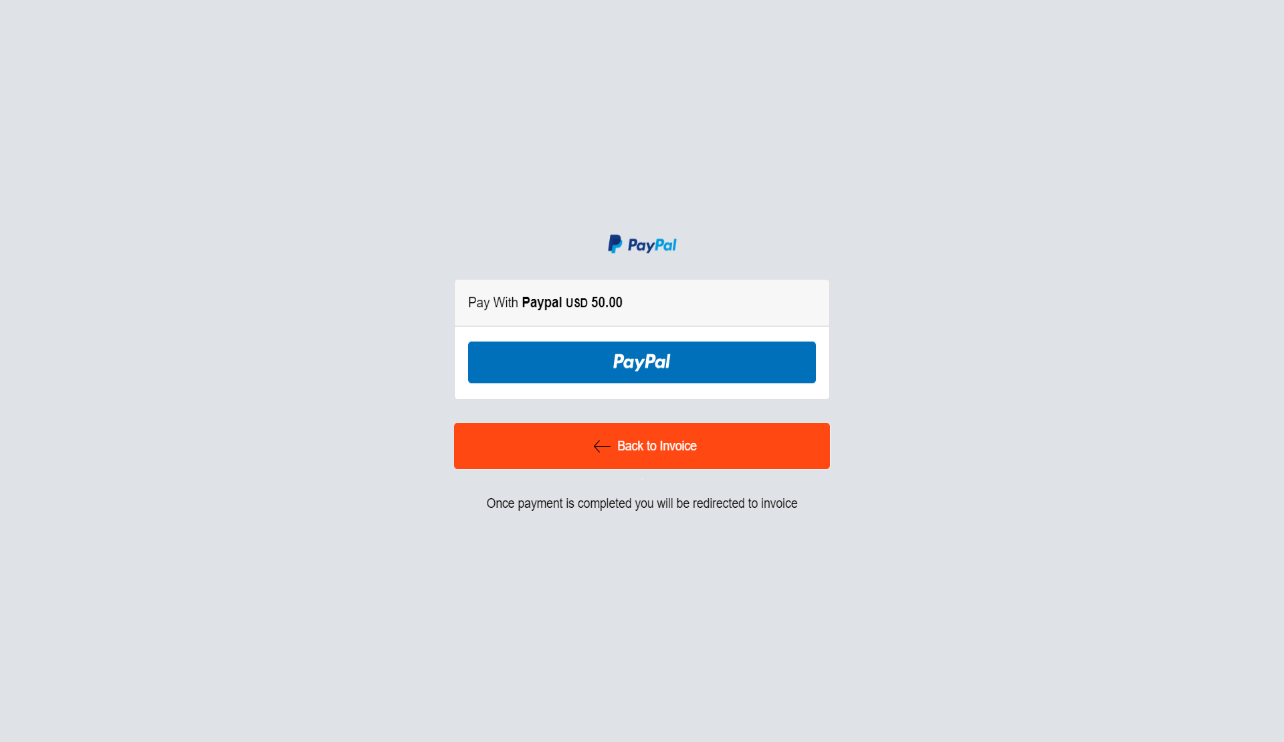 PayPal
Pay With Paypal USD 50.00
PayPal
Back to Invoice
Once payment is completed you will be redirected to invoice